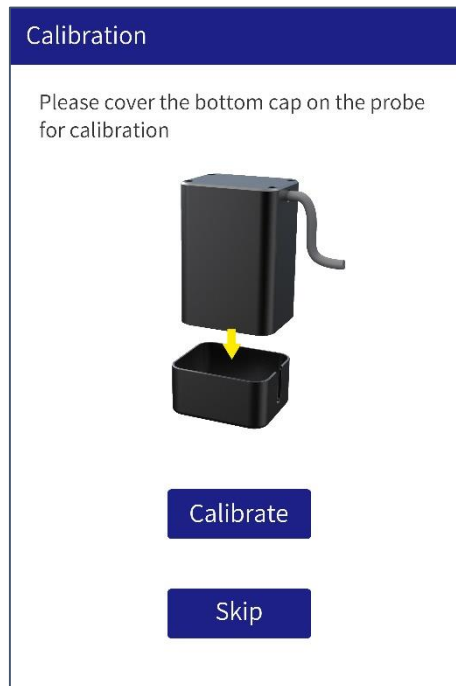 Calibration
Please cover the bottom cap on the probe
for calibration
Calibrate
Skip